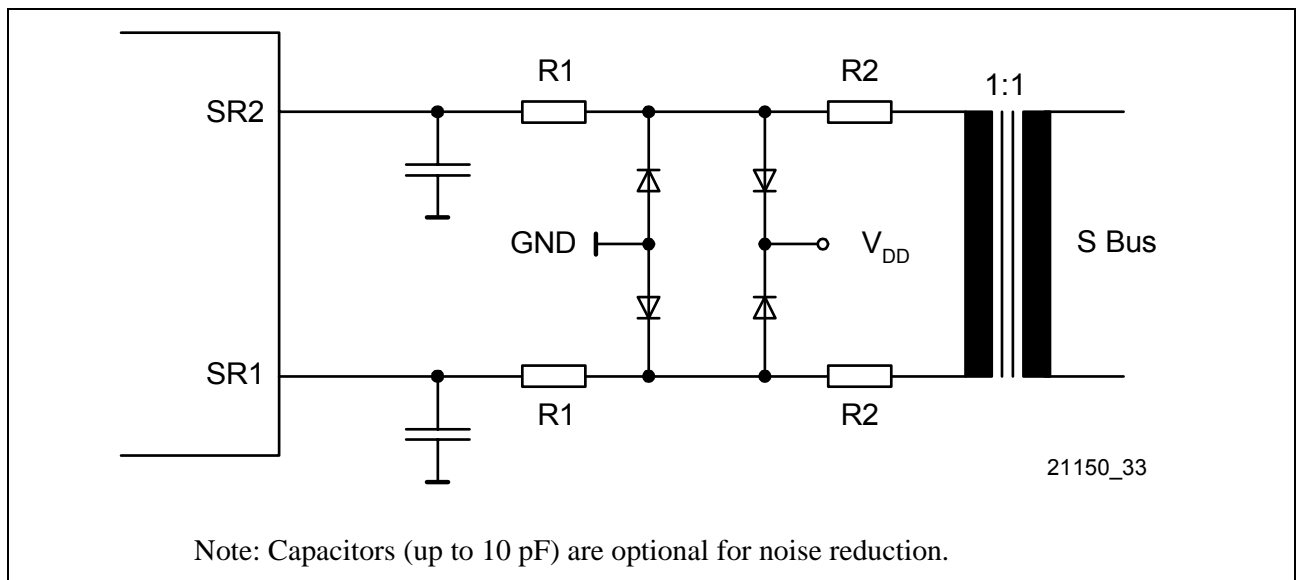 R1
R2
1:1
SR2
GND
V_DD
S Bus
SR1
R1
R2
21150_33
Note: Capacitors (up to 10 pF) are optional for noise reduction.